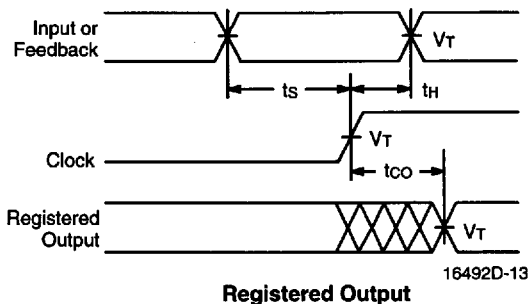 Input or
Feedback
VT
tS
tH
VT
Clock
tCO
Registered
Output
VT
16492D-13
Registered Output